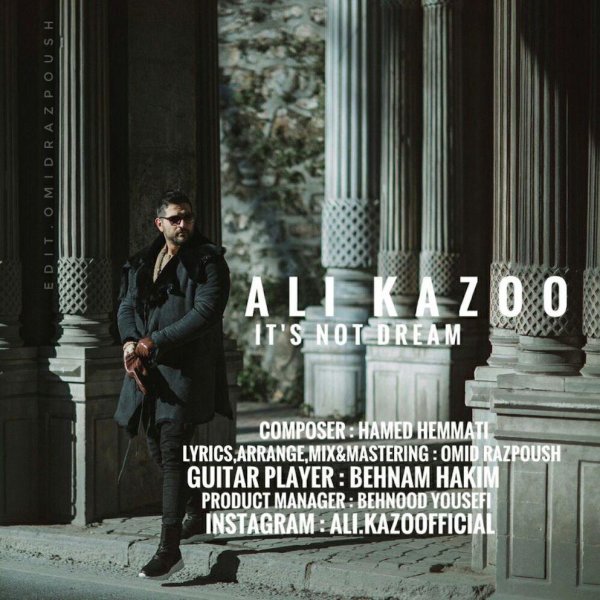 EDIT.OMIDRAZPOUSH
ALI KAZOO
IT'S NOT DREAM
COMPOSER : HAMED HEMMATI
LYRICS,ARRANGE,MIX&MASTERING : OMID RAZPOUSH
GUITAR PLAYER : BEHNAM HAKIM
PRODUCT MANAGER : BEHNOOD YOUSEFI
INSTAGRAM : ALI.KAZOOFFICIAL